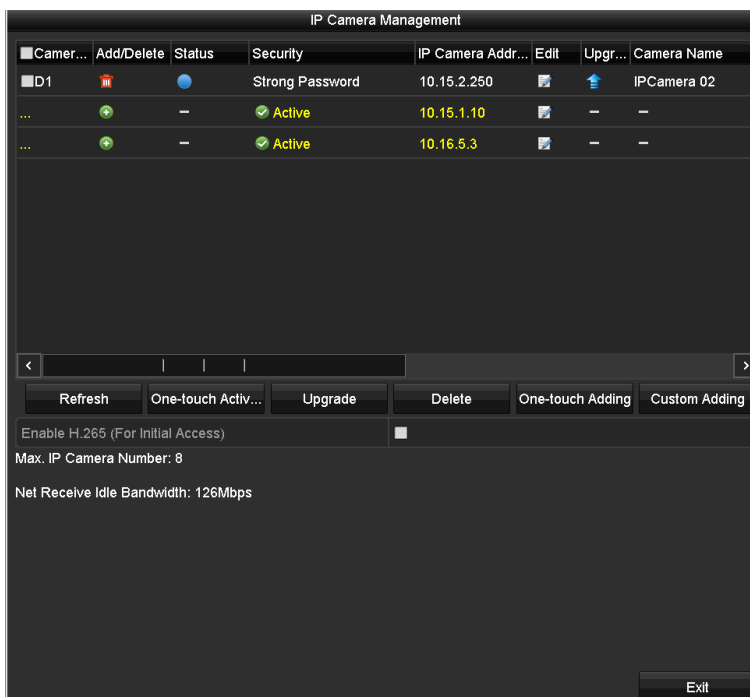 IP Camera Management
Camer... Add/Delete Status Security IP Camera Addr... Edit Upgr... Camera Name
D1 Strong Password 10.15.2.250 IPCamera 02
... – Active 10.15.1.10 – –
... – Active 10.16.5.3 – –
Refresh One-touch Activ... Upgrade Delete One-touch Adding Custom Adding
Enable H.265 (For Initial Access)
Max. IP Camera Number: 8
Net Receive Idle Bandwidth: 126Mbps
Exit